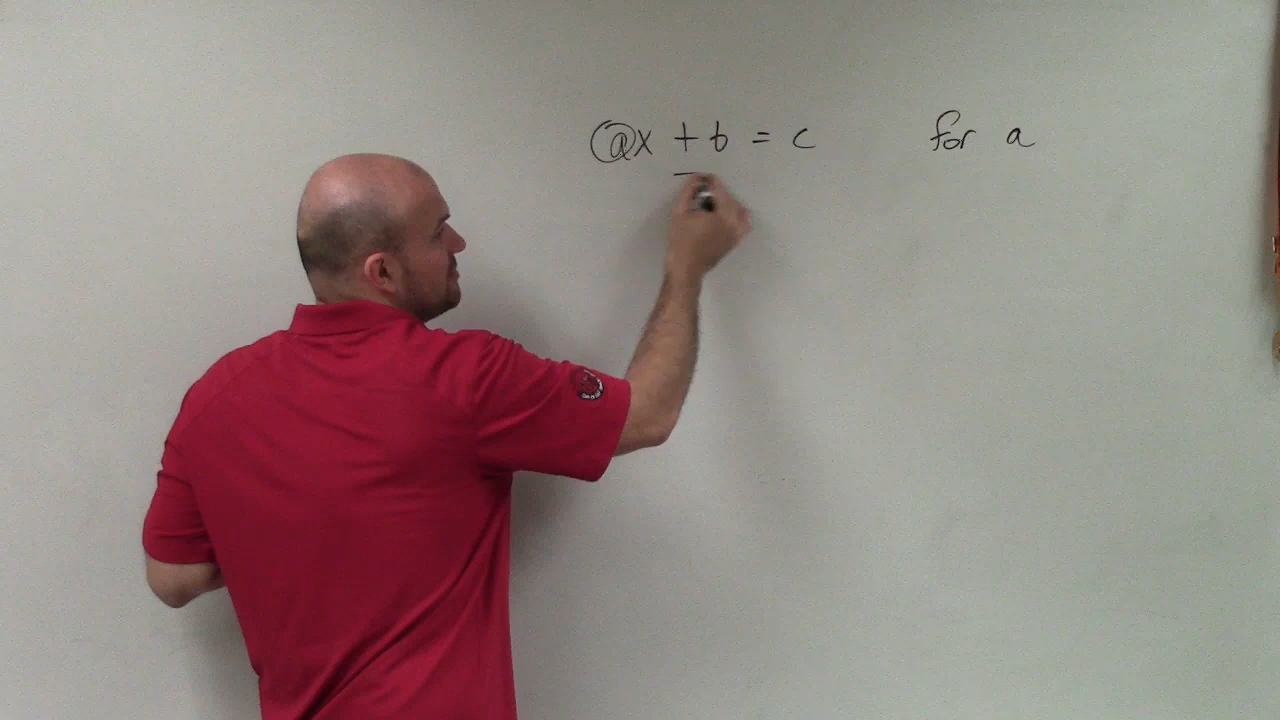 ax + b = c for a